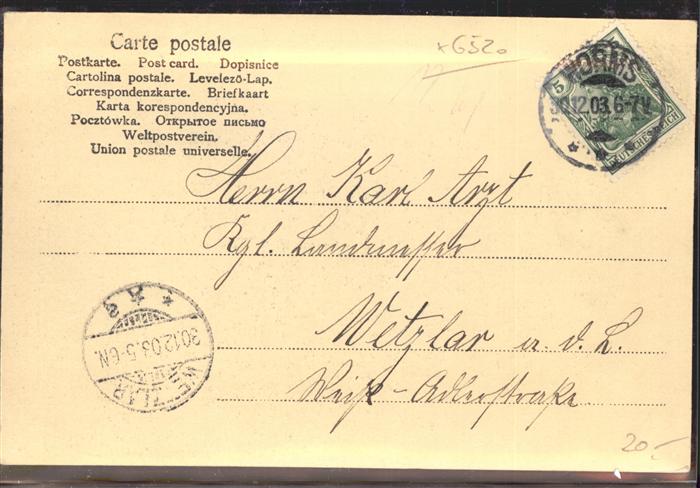 Carte postale
Postkarte. Post card. Dopisnice
Cartolina postale. Levelező-Lap.
Correspondenzkarte. Briefkaart
Karta korespondencyjna.
Pocztówka. Открытое письмо
Weltpostverein.
Union postale universelle.
WORMS
30.12.03.6-7V.
5
DEUTSCHES REICH
Herrn Karl Arzt
Kgl. Landmesser
Wetzlar a. d. L.
Weiß-Adlerstraße
WETZLAR
30.12.03.5-6N.
20.-